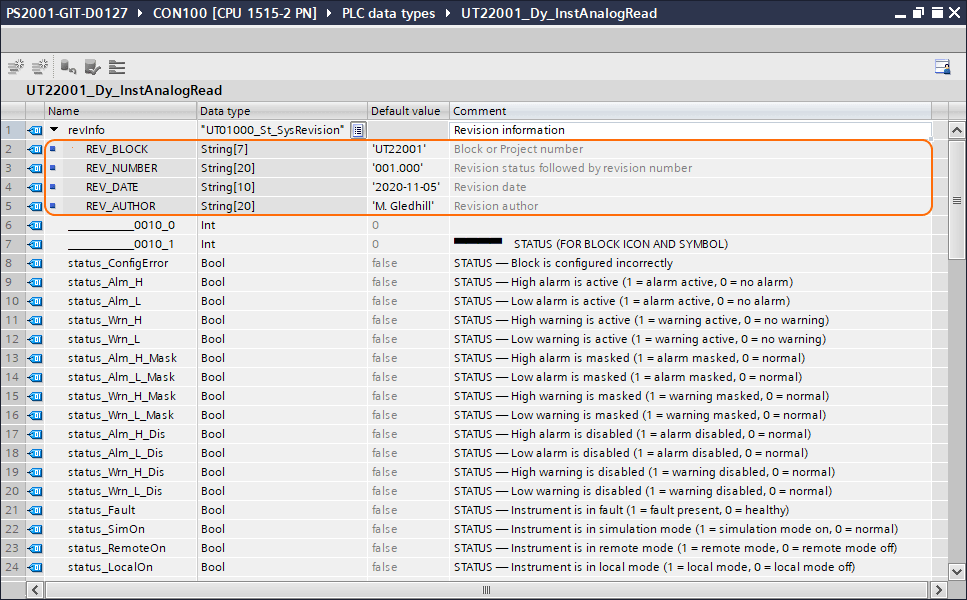 PS2001-GIT-D0127 ▸ CON100 [CPU 1515-2 PN] ▸ PLC data types ▸ UT22001_Dy_InstAnalogRead
UT22001_Dy_InstAnalogRead
Name Data type Default value Comment
1 revInfo "UT01000_St_SysRevision" Revision information
2 REV_BLOCK String[7] 'UT22001' Block or Project number
3 REV_NUMBER String[20] '001.000' Revision status followed by revision number
4 REV_DATE String[10] '2020-11-05' Revision date
5 REV_AUTHOR String[20] 'M. Gledhill' Revision author
6 ___________0010_0 Int 0
7 ___________0010_1 Int 0 STATUS (FOR BLOCK ICON AND SYMBOL)
8 status_ConfigError Bool false STATUS — Block is configured incorrectly
9 status_Alm_H Bool false STATUS — High alarm is active (1 = alarm active, 0 = no alarm)
10 status_Alm_L Bool false STATUS — Low alarm is active (1 = alarm active, 0 = no alarm)
11 status_Wrn_H Bool false STATUS — High warning is active (1 = warning active, 0 = no warning)
12 status_Wrn_L Bool false STATUS — Low warning is active (1 = warning active, 0 = no warning)
13 status_Alm_H_Mask Bool false STATUS — High alarm is masked (1 = alarm masked, 0 = normal)
14 status_Alm_L_Mask Bool false STATUS — Low alarm is masked (1 = alarm masked, 0 = normal)
15 status_Wrn_H_Mask Bool false STATUS — High warning is masked (1 = warning masked, 0 = normal)
16 status_Wrn_L_Mask Bool false STATUS — Low warning is masked (1 = warning masked, 0 = normal)
17 status_Alm_H_Dis Bool false STATUS — High alarm is disabled (1 = alarm disabled, 0 = normal)
18 status_Alm_L_Dis Bool false STATUS — Low alarm is disabled (1 = alarm disabled, 0 = normal)
19 status_Wrn_H_Dis Bool false STATUS — High warning is disabled (1 = warning disabled, 0 = normal)
20 status_Wrn_L_Dis Bool false STATUS — Low warning is disabled (1 = warning disabled, 0 = normal)
21 status_Fault Bool false STATUS — Instrument is in fault (1 = fault present, 0 = healthy)
22 status_SimOn Bool false STATUS — Instrument is in simulation mode (1 = simulation mode on, 0 = normal)
23 status_RemoteOn Bool false STATUS — Instrument is in remote mode (1 = remote mode, 0 = remote mode off)
24 status_LocalOn Bool false STATUS — Instrument is in local mode (1 = local mode, 0 = local mode off)